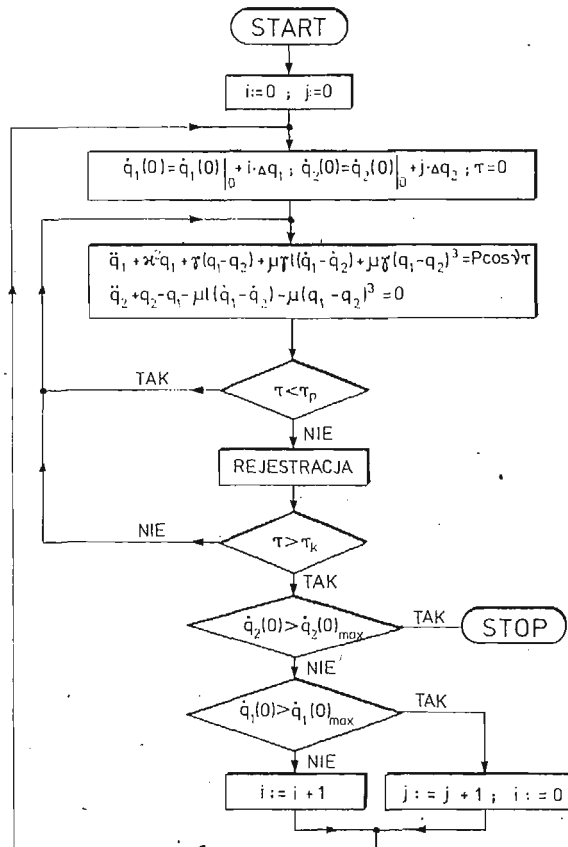 START
i:=0 ; j:=0
q̇₁(0)=q̇₁(0)|₀+i·Δq₁ ; q̇₂(0)=q̇₂(0)|₀+j·Δq₂ ; τ=0
q̈₁ + ϰ²q₁ + γ(q₁-q₂) + μγl(q̇₁-q̇₂) + μγ(q₁-q₂)³=Pcosντ
q̈₂+q₂-q₁-μl(q̇₁-q̇₂)-μ(q₁-q₂)³=0
TAK
τ<τₚ
NIE
REJESTRACJA
NIE
τ>τₖ
TAK
q̇₂(0)>q̇₂(0)max
TAK
STOP
NIE
q̇₁(0)>q̇₁(0)max
TAK
NIE
i:=i+1
j:=j+1; i:=0